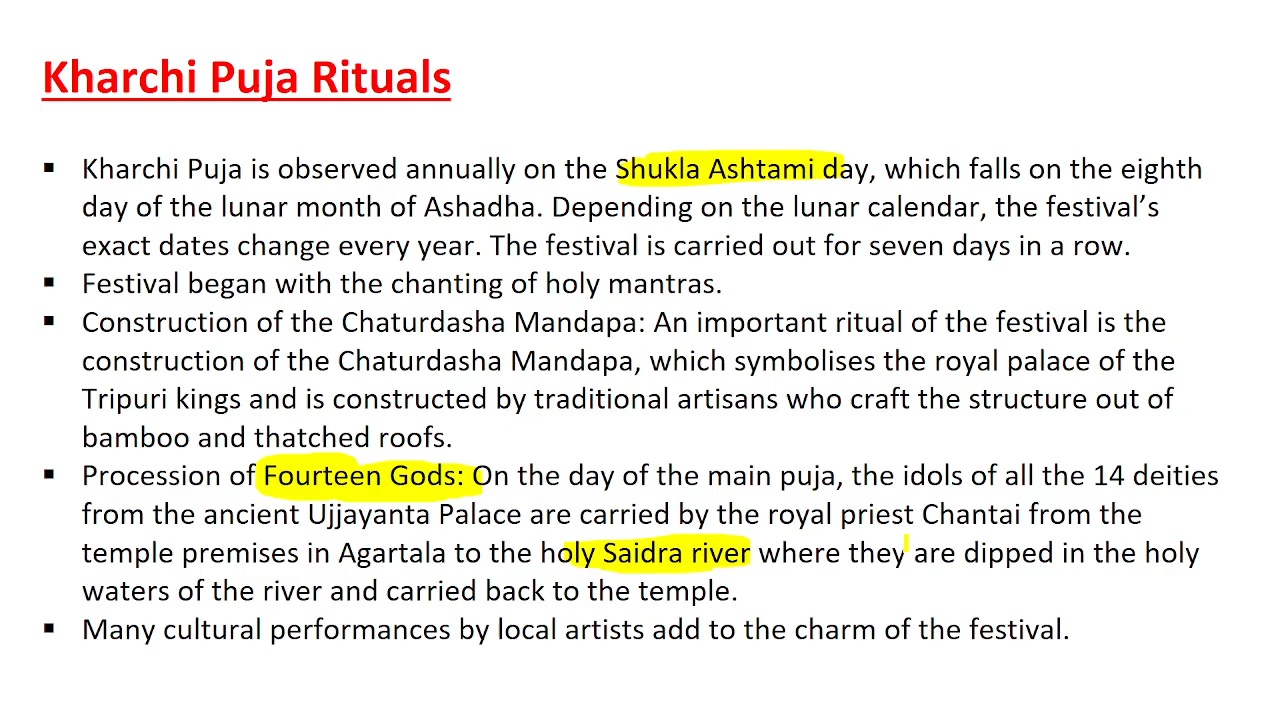 Kharchi Puja Rituals
▪ Kharchi Puja is observed annually on the Shukla Ashtami day, which falls on the eighth
day of the lunar month of Ashadha. Depending on the lunar calendar, the festival’s
exact dates change every year. The festival is carried out for seven days in a row.
▪ Festival began with the chanting of holy mantras.
▪ Construction of the Chaturdasha Mandapa: An important ritual of the festival is the
construction of the Chaturdasha Mandapa, which symbolises the royal palace of the
Tripuri kings and is constructed by traditional artisans who craft the structure out of
bamboo and thatched roofs.
▪ Procession of Fourteen Gods: On the day of the main puja, the idols of all the 14 deities
from the ancient Ujjayanta Palace are carried by the royal priest Chantai from the
temple premises in Agartala to the holy Saidra river where they are dipped in the holy
waters of the river and carried back to the temple.
▪ Many cultural performances by local artists add to the charm of the festival.